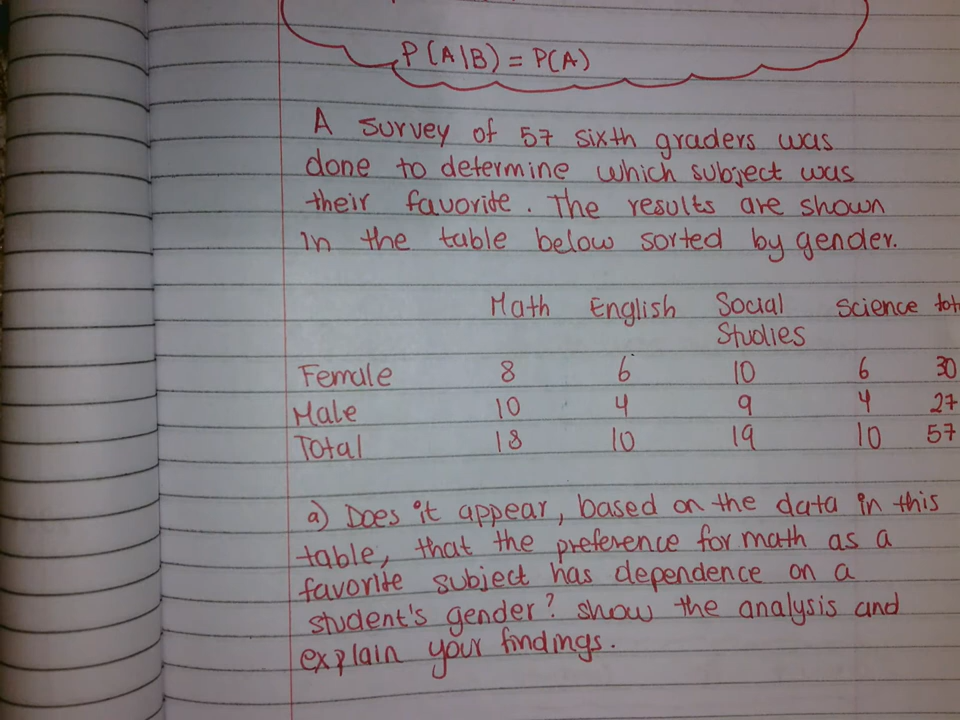 P(A|B) = P(A)
A survey of 57 sixth graders was
done to determine which subject was
their favorite. The results are shown
in the table below sorted by gender.
Math English Social Studies Science tot
Female 8 6 10 6 30
Male 10 4 9 4 27
Total 18 10 19 10 57
a) Does it appear, based on the data in this
table, that the preference for math as a
favorite subject has dependence on a
student's gender? show the analysis and
explain your findings.